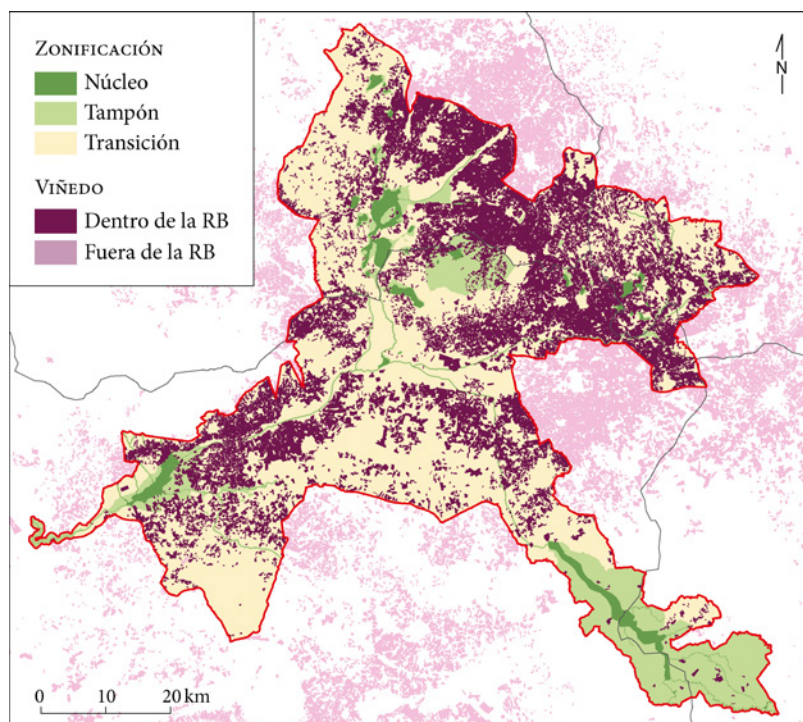 ZONIFICACIÓN
Núcleo
Tampón
Transición
VIÑEDO
Dentro de la RB
Fuera de la RB
N
0 10 20 km